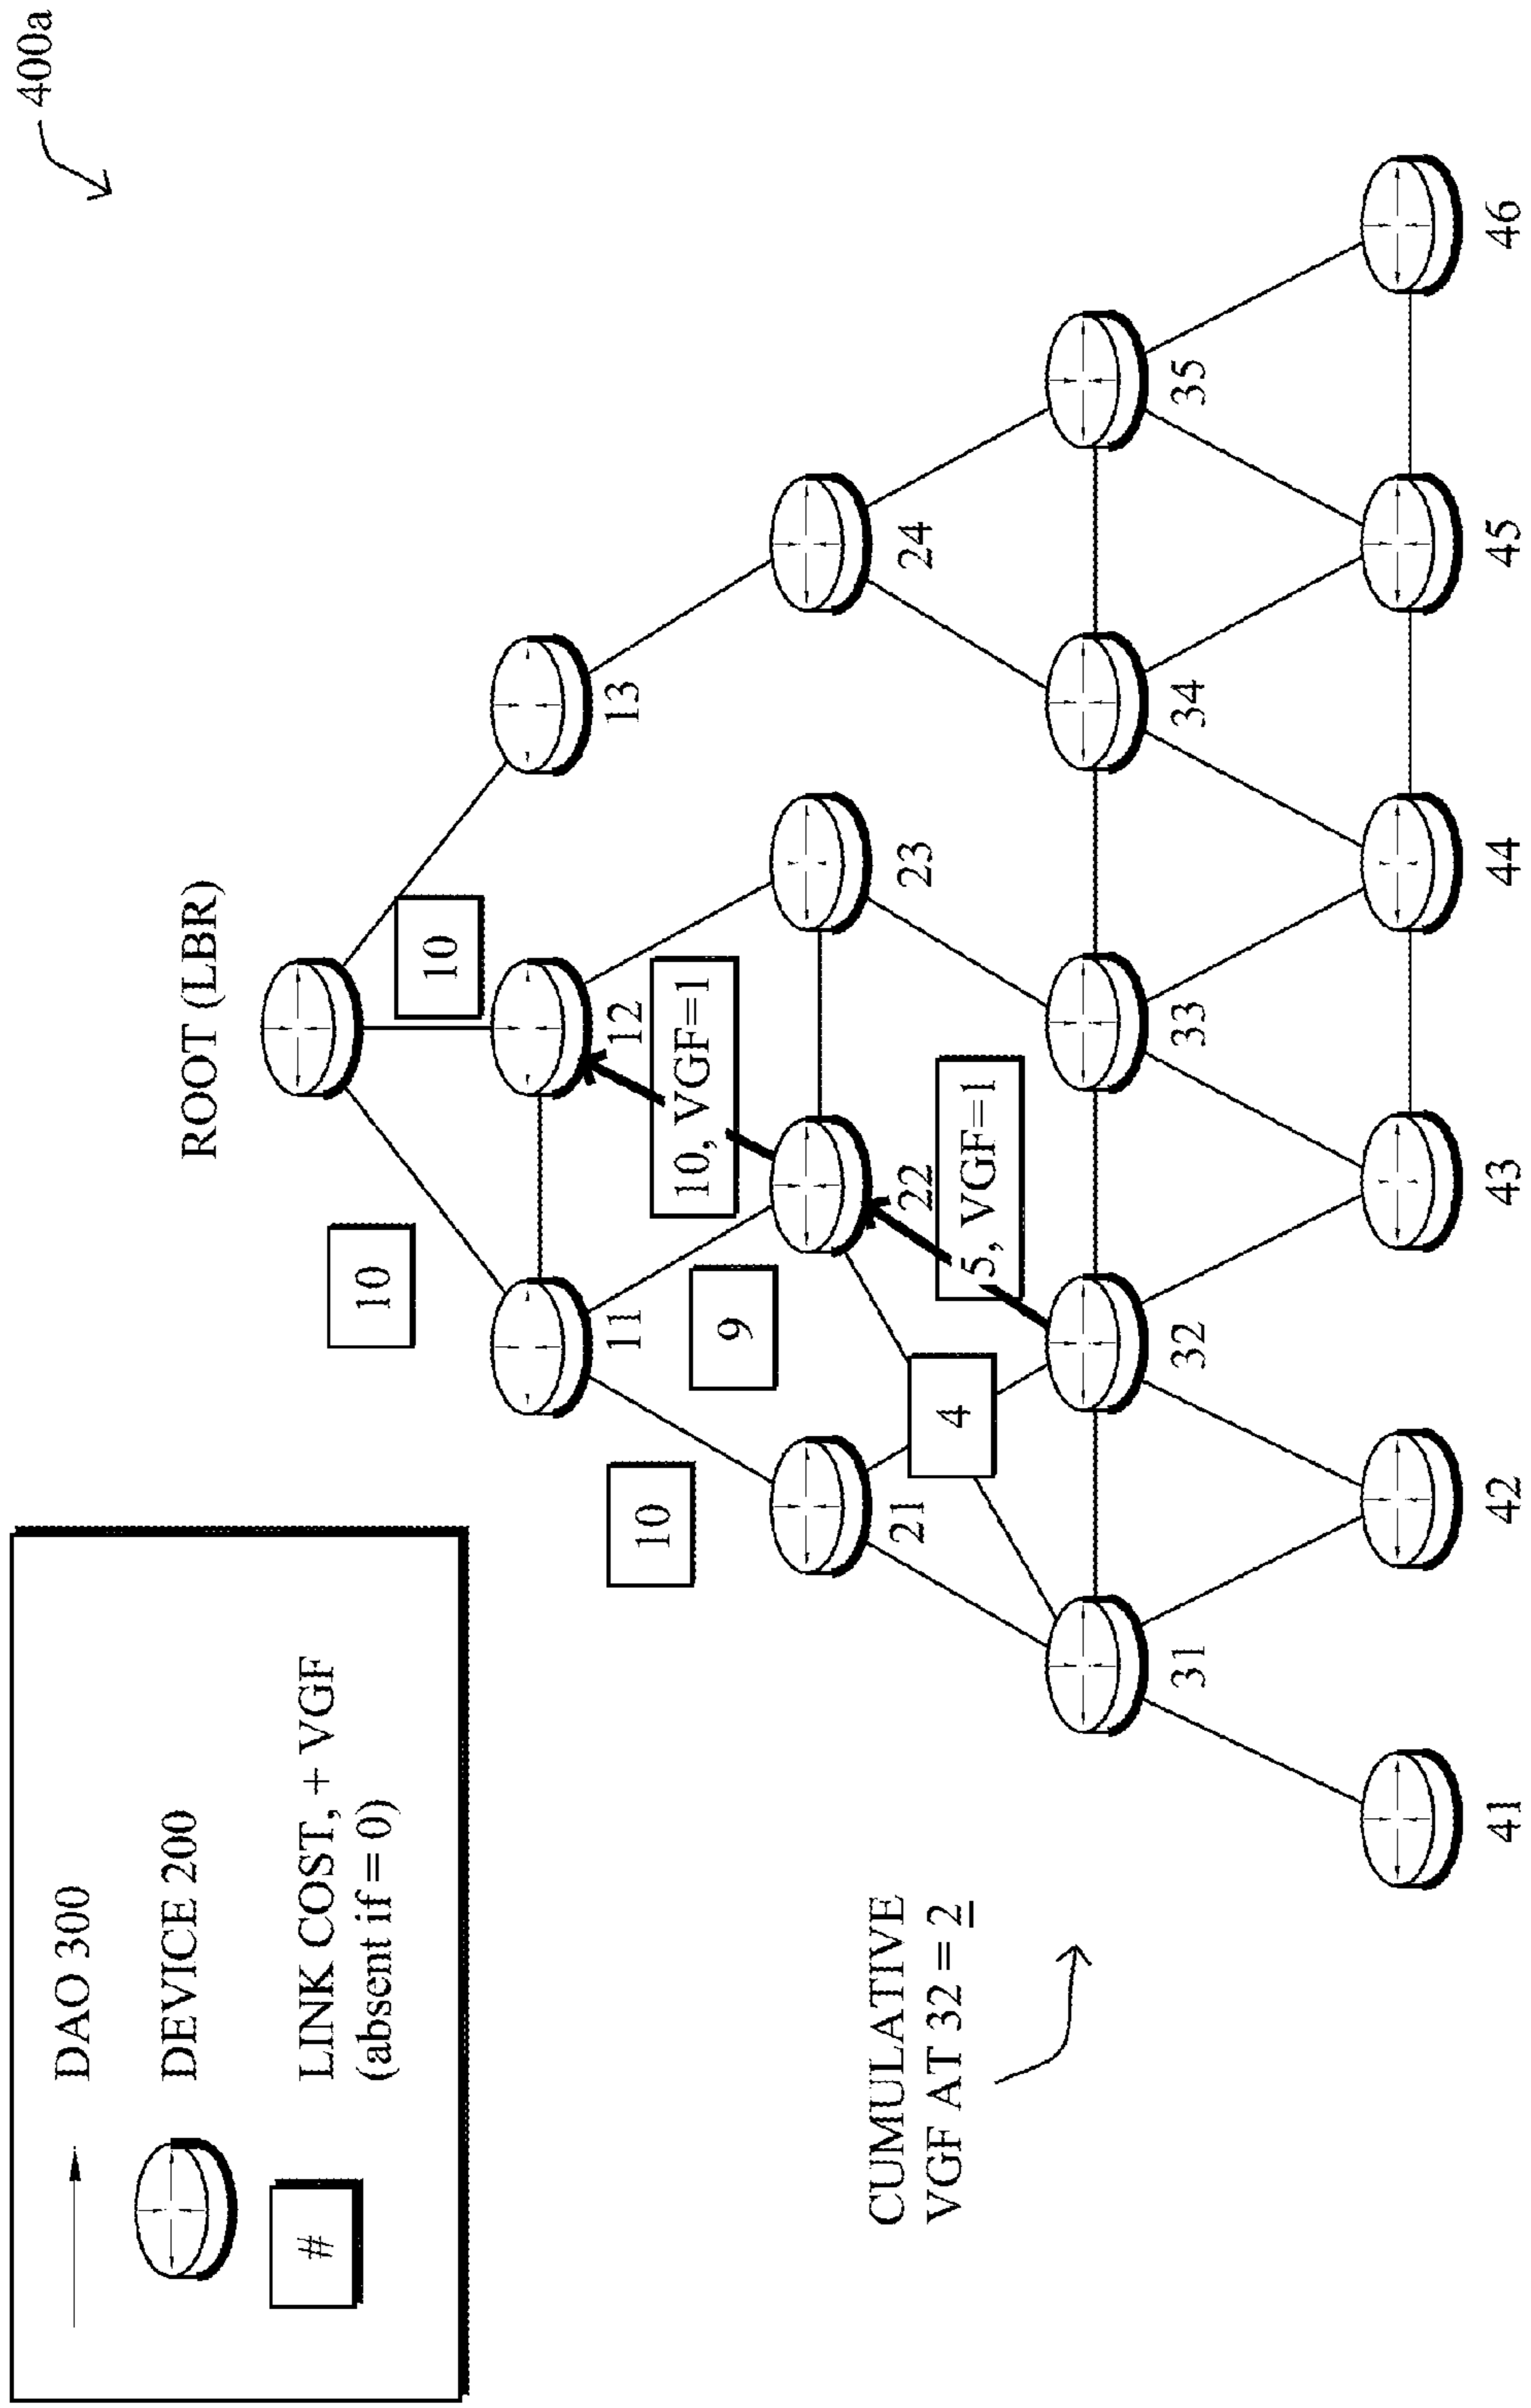 400a
DAO 300
DEVICE 200
#
LINK COST, + VGF
(absent if = 0)
ROOT (LBR)
10
10
11
12
13
10
9
10, VGF=1
21
22
23
24
4
5, VGF=1
CUMULATIVE
VGF AT 32 = 2
31
32
33
34
35
41
42
43
44
45
46